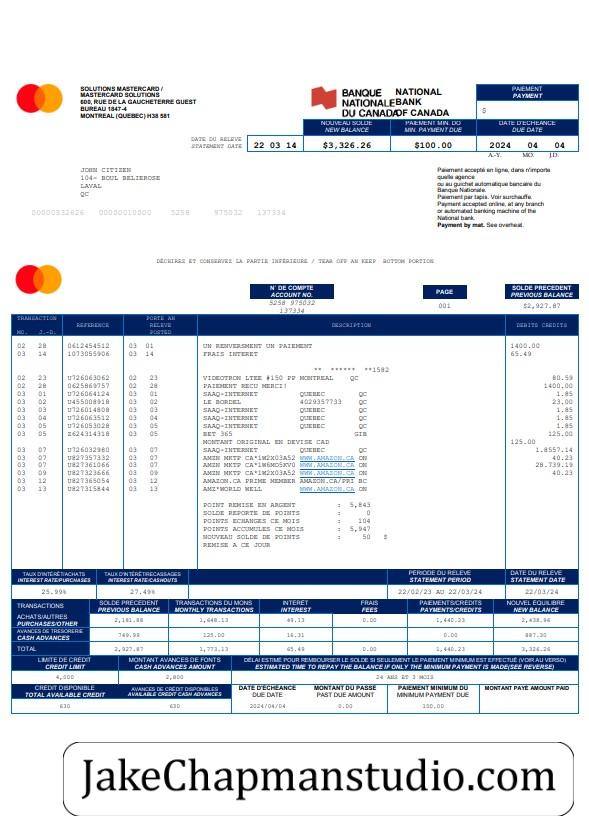 SOLUTIONS MASTERCARD /
MASTERCARD SOLUTIONS
600, RUE DE LA GAUCHETERRE GUEST
BUREAU 1847-4
MONTREAL (QUEBEC) H38 581
BANQUE NATIONAL
NATIONALE BANK
DU CANADA OF CANADA
PAIEMENT
PAYMENT
$
NOUVEAU SOLDE PAIEMENT MIN. DO DATE D'ÉCHÉANCE
NEW BALANCE MIN. PAYMENT DUE DUE DATE
DATE DU RELEVE
STATEMENT DATE 22 03 14 $3,326.26 $100.00 2024 04 04
A.-Y. MO. J.D.
JOHN CITIZEN
104- BOUL BELIEROSE
LAVAL
QC
Paiement accepté en ligne, dans n'importe
quelle agence
ou au guichet automatique bancaire du
Banque Nationale.
Paiement par tapis. Voir surchauffe.
Payment accepted online, at any branch
or automated banking machine of the
National bank.
Payment by mat. See overheat.
00000332626 00000010000 5258 975032 137334
DÉCHIREZ ET CONSERVEZ LA PARTIE INFÉRIEURE / TEAR OFF AN KEEP BOTTOM PORTION
N° DE COMPTE PAGE SOLDE PRECEDENT
ACCOUNT NO. PREVIOUS BALANCE
5258 975032 001 $2,927.87
137334
TRANSACTION REFERENCE PORTE AN DESCRIPTION DEBITS CREDITS
RELEVE
MO. J.-D. POSTED
02 28 0612454512 03 01 UN RENVERSMENT UN PAIEMENT 1400.00
03 14 1073055906 03 14 FRAIS INTERET 65.49
** ****** **1582
02 23 U726063062 02 23 VIDEOTRON LTEE #150 PP MONTREAL QC 80.59
02 28 0625869757 02 28 PAIEMENT RECU MERCI! 1400.00
03 01 U726064124 03 01 SAAQ-INTERNET QUEBEC QC 1.85
03 02 U455008918 03 02 LE BORDEL 4029357733 QC 23.00
03 03 U726014808 03 03 SAAQ-INTERNET QUEBEC QC 1.85
03 04 U726063512 03 04 SAAQ-INTERNET QUEBEC QC 1.85
03 05 U726053028 03 05 SAAQ-INTERNET QUEBEC QC 1.85
03 05 E624314318 03 05 BET 365 GIB 125.00
MONTANT ORIGINAL EN DEVISE CAD 125.00
03 07 U726032980 03 07 SAAQ-INTERNET QUEBEC QC 1.8557.14
03 07 U827357332 03 07 AMZN MKTP CA*1W2X03A52 WWW.AMAZON.CA ON 40.23
03 07 U827361066 03 07 AMZN MKTP CA*1W6MD5KV0 WWW.AMAZON.CA ON 28.739.19
03 09 U827323666 03 09 AMZN MKTP CA*1W2X03A52 WWW.AMAZON.CA ON 40.23
03 12 U827365054 03 12 AMAZON.CA PRIME MEMBER AMAZON.CA/PRI BC
03 13 U827315844 03 13 AMZ*WORLD WELL WWW.AMAZON.CA ON
POINT REMISE EN ARGENT : 5,843
SOLDE REPORTE DE POINTS : 0
POINTS ECHANGES CE MOIS : 104
POINTS ACCUMULES CE MOIS : 5,947
NOUVEAU SOLDE DE POINTS : 50 $
REMISE A CE JOUR
TAUX D'INTÉRÊT/ACHATS TAUX D'INTÉRÊT/RECASSAGES PERIODE DU RELEVE DATE DU RELEVE
INTEREST RATE/PURCHASES INTEREST RATE/CASHOUTS STATEMENT PERIOD STATEMENT DATE
25.99% 27.49% 22/02/23 AU 22/03/24 22/03/24
TRANSACTIONS SOLDE PRECEDENT TRANSACTIONS DU MONS INTÉRÊT FRAIS PAYMENTS/CRÉDITS NOUVEL ÉQUILIBRE
PREVIOUS BALANCE MONTHLY TRANSACTIONS INTEREST FEES PAYMENTS/CREDITS NEW BALANCE
ACHATS/AUTRES
PURCHASES/OTHER 2,181.88 1,648.13 49.13 0.00 1,440.23 2,438.96
AVANCES DE TRESORERIE
CASH ADVANCES 749.99 125.00 16.31 0.00 887.30
TOTAL 2,927.87 1,773.13 65.49 0.00 1,440.23 3,326.26
LIMITE DE CRÉDIT MONTANT AVANCES DE FONTS DÉLAI ESTIMÉ POUR REMBOURSER LE SOLDE SI SEULEMENT LE PAIEMENT MINIMUM EST EFFECTUÉ (VOIR AU VERSO)
CREDIT LIMIT CASH ADVANCES AMOUNT ESTIMATED TIME TO REPAY THE BALANCE IF ONLY THE MINIMUM PAYMENT IS MADE(SEE REVERSE)
4,000 2,800 24 ANS ET 3 MOIS
CREDIT DISPONIBLE AVANCES DE CRÉDIT DISPONIBLES DATE D'ÉCHÉANCE MONTANT DU PASSÉ PAIEMENT MINIMUM DÛ MONTANT PAYÉ AMOUNT PAID
TOTAL AVAILABLE CREDIT AVAILABLE CREDIT CASH ADVANCES DUE DATE PAST DUE AMOUNT MINIMUM PAYMENT DUE
630 630 2024/04/04 0.00 100.00
JakeChapmanstudio.com